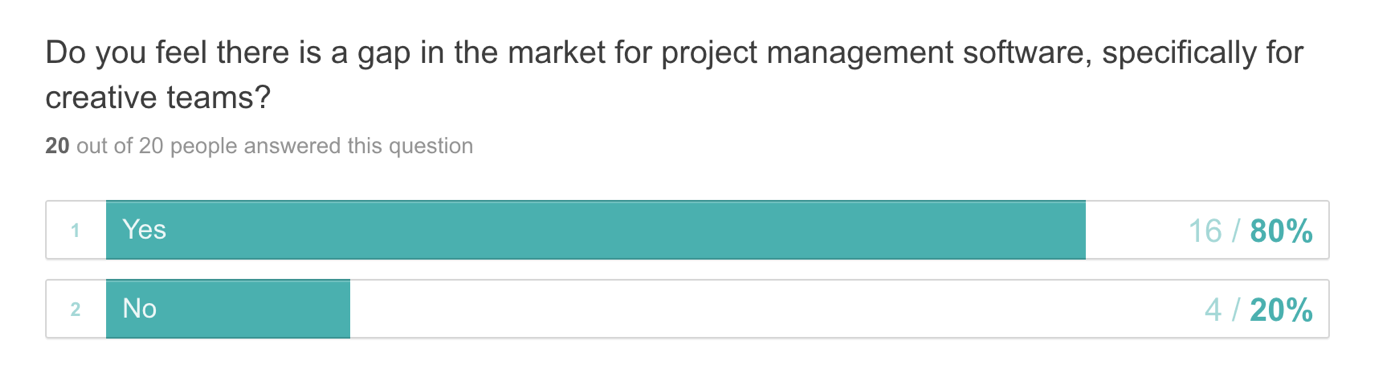 Do you feel there is a gap in the market for project management software, specifically for
creative teams?
20 out of 20 people answered this question
1 Yes 16 / 80%
2 No 4 / 20%